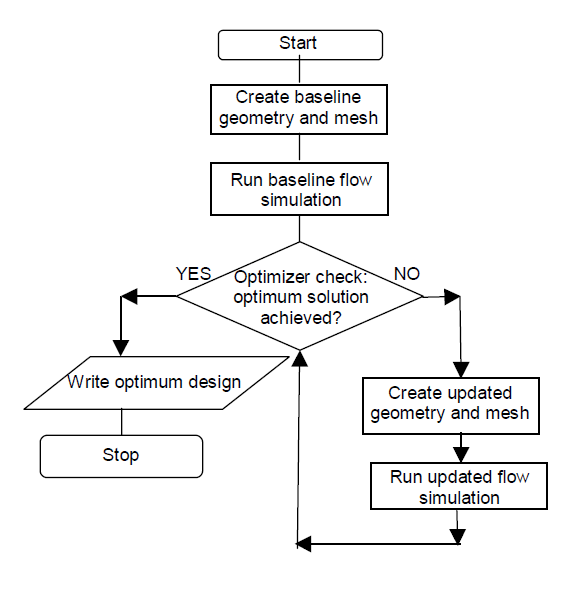 Start
Create baseline
geometry and mesh
Run baseline flow
simulation
YES
Optimizer check:
optimum solution
achieved?
NO
Write optimum design
Stop
Create updated
geometry and mesh
Run updated flow
simulation